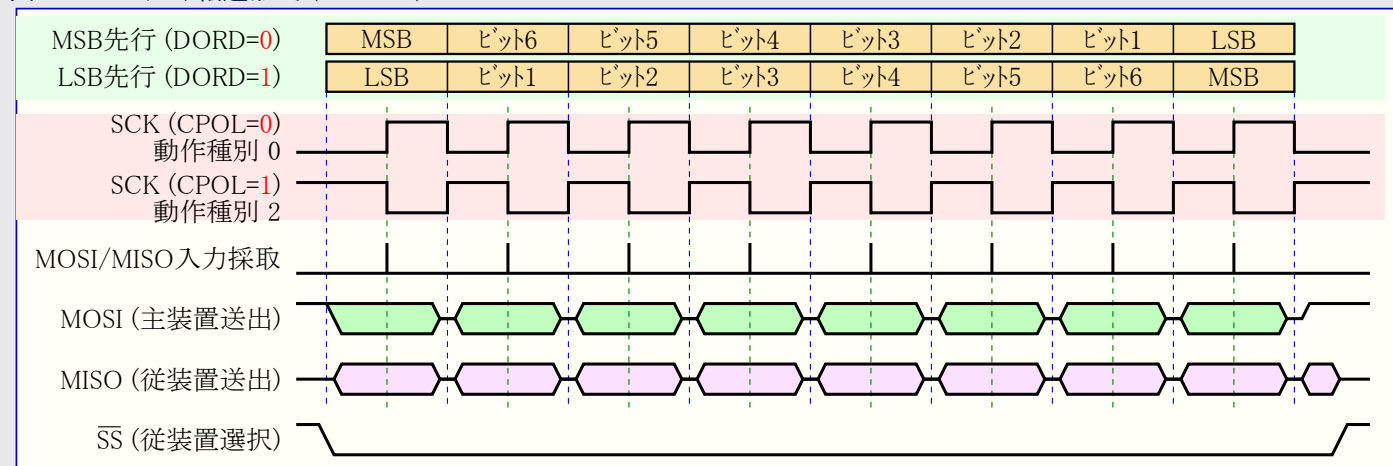 MSB先行 (DORD=0) MSB ビット6 ビット5 ビット4 ビット3 ビット2 ビット1 LSB
LSB先行 (DORD=1) LSB ビット1 ビット2 ビット3 ビット4 ビット5 ビット6 MSB
SCK (CPOL=0)
動作種別 0
SCK (CPOL=1)
動作種別 2
MOSI/MISO入力採取
MOSI (主装置送出)
MISO (従装置送出)
S̅S̅ (従装置選択)